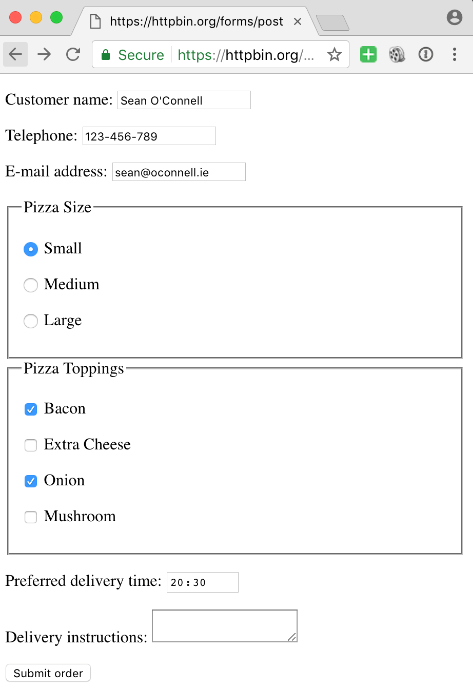 https://httpbin.org/forms/post
Secure https://httpbin.org/...
Customer name: Sean O'Connell
Telephone: 123-456-789
E-mail address: sean@oconnell.ie
Pizza Size
Small
Medium
Large
Pizza Toppings
Bacon
Extra Cheese
Onion
Mushroom
Preferred delivery time: 20:30
Delivery instructions:
Submit order